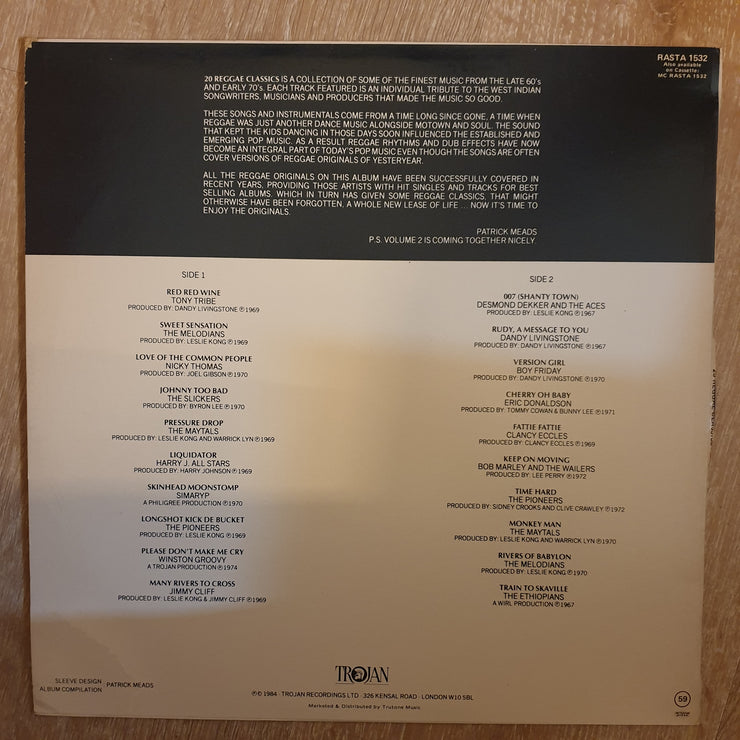 RASTA 1532
Also available
on Cassette:
MC RASTA 1532
20 REGGAE CLASSICS IS A COLLECTION OF SOME OF THE FINEST MUSIC FROM THE LATE 60's
AND EARLY 70's. EACH TRACK FEATURED IS AN INDIVIDUAL TRIBUTE TO THE WEST INDIAN
SONGWRITERS, MUSICIANS AND PRODUCERS THAT MADE THE MUSIC SO GOOD.
THESE SONGS AND INSTRUMENTALS COME FROM A TIME LONG SINCE GONE, A TIME WHEN
REGGAE WAS JUST ANOTHER DANCE MUSIC ALONGSIDE MOTOWN AND SOUL. THE SOUND
THAT KEPT THE KIDS DANCING IN THOSE DAYS SOON INFLUENCED THE ESTABLISHED AND
EMERGING POP MUSIC. AS A RESULT REGGAE RHYTHMS AND DUB EFFECTS HAVE NOW
BECOME AN INTEGRAL PART OF TODAY'S POP MUSIC EVEN THOUGH THE SONGS ARE OFTEN
COVER VERSIONS OF REGGAE ORIGINALS OF YESTERYEAR.
ALL THE REGGAE ORIGINALS ON THIS ALBUM HAVE BEEN SUCCESSFULLY COVERED IN
RECENT YEARS, PROVIDING THOSE ARTISTS WITH HIT SINGLES AND TRACKS FOR BEST
SELLING ALBUMS. WHICH IN TURN HAS GIVEN SOME REGGAE CLASSICS, THAT MIGHT
OTHERWISE HAVE BEEN FORGOTTEN, A WHOLE NEW LEASE OF LIFE ... NOW IT'S TIME TO
ENJOY THE ORIGINALS.
PATRICK MEADS
P.S. VOLUME 2 IS COMING TOGETHER NICELY.
SIDE 1
RED RED WINE
TONY TRIBE
PRODUCED BY: DANDY LIVINGSTONE ℗1969
SWEET SENSATION
THE MELODIANS
PRODUCED BY: LESLIE KONG ℗1969
LOVE OF THE COMMON PEOPLE
NICKY THOMAS
PRODUCED BY: JOEL GIBSON ℗1970
JOHNNY TOO BAD
THE SLICKERS
PRODUCED BY: BYRON LEE ℗1970
PRESSURE DROP
THE MAYTALS
PRODUCED BY: LESLIE KONG AND WARRICK LYN ℗1969
LIQUIDATOR
HARRY J. ALL STARS
PRODUCED BY: HARRY JOHNSON ℗1969
SKINHEAD MOONSTOMP
SIMARYP
A PHILIGREE PRODUCTION ℗1970
LONGSHOT KICK DE BUCKET
THE PIONEERS
PRODUCED BY: LESLIE KONG ℗1969
PLEASE DON'T MAKE ME CRY
WINSTON GROOVY
A TROJAN PRODUCTION ℗1974
MANY RIVERS TO CROSS
JIMMY CLIFF
PRODUCED BY: LESLIE KONG & JIMMY CLIFF ℗1969
SIDE 2
007 (SHANTY TOWN)
DESMOND DEKKER AND THE ACES
PRODUCED BY: LESLIE KONG ℗1967
RUDY, A MESSAGE TO YOU
DANDY LIVINGSTONE
PRODUCED BY: DANDY LIVINGSTONE ℗1967
VERSION GIRL
BOY FRIDAY
PRODUCED BY: DANDY LIVINGSTONE ℗1970
CHERRY OH BABY
ERIC DONALDSON
PRODUCED BY: TOMMY COWAN & BUNNY LEE ℗1971
FATTIE FATTIE
CLANCY ECCLES
PRODUCED BY: CLANCY ECCLES ℗1969
KEEP ON MOVING
BOB MARLEY AND THE WAILERS
PRODUCED BY: LEE PERRY ℗1972
TIME HARD
THE PIONEERS
PRODUCED BY: SIDNEY CROOKS AND CLIVE CRAWLEY ℗1972
MONKEY MAN
THE MAYTALS
PRODUCED BY: LESLIE KONG AND WARRICK LYN ℗1970
RIVERS OF BABYLON
THE MELODIANS
PRODUCED BY: LESLIE KONG ℗1970
TRAIN TO SKAVILLE
THE ETHIOPIANS
A WIRL PRODUCTION ℗1967
SLEEVE DESIGN
ALBUM COMPILATION : PATRICK MEADS
TROJAN
℗© 1984 · TROJAN RECORDINGS LTD · 326 KENSAL ROAD · LONDON W10 5BL
Marketed & Distributed by Trutone Music
59